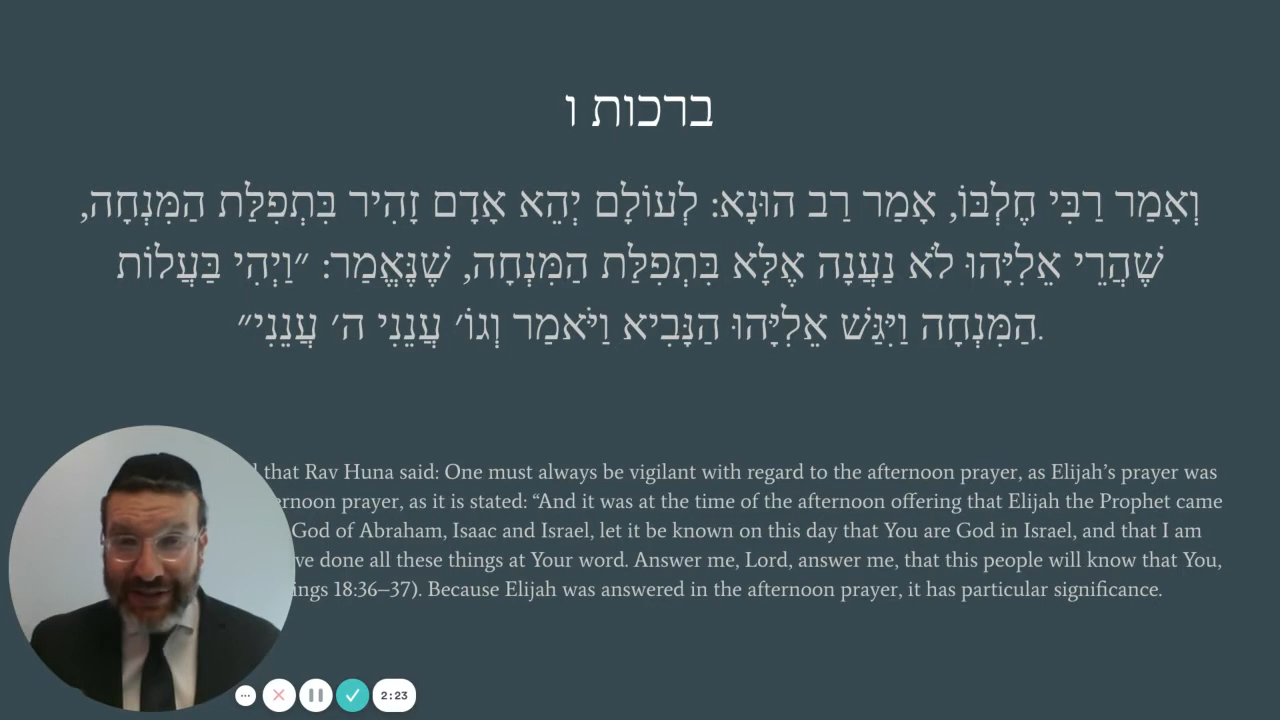 ברכות ו
וְאָמַר רַבִּי חֶלְבּוֹ, אָמַר רַב הוּנָא: לְעוֹלָם יְהֵא אָדָם זָהִיר בִּתְפִלַּת הַמִּנְחָה,
שֶׁהֲרֵי אֵלִיָּהוּ לֹא נַעֲנָה אֶלָּא בִּתְפִלַּת הַמִּנְחָה, שֶׁנֶּאֱמַר: ״וַיְהִי בַּעֲלוֹת
הַמִּנְחָה וַיִּגַּשׁ אֵלִיָּהוּ הַנָּבִיא וַיֹּאמַר וְגוֹ׳ עֲנֵנִי ה׳ עֲנֵנִי״.
that Rav Huna said: One must always be vigilant with regard to the afternoon prayer, as Elijah’s prayer was
prayer, as it is stated: “And it was at the time of the afternoon offering that Elijah the Prophet came
God of Abraham, Isaac and Israel, let it be known on this day that You are God in Israel, and that I am
done all these things at Your word. Answer me, Lord, answer me, that this people will know that You,
18:36–37). Because Elijah was answered in the afternoon prayer, it has particular significance.
2:23